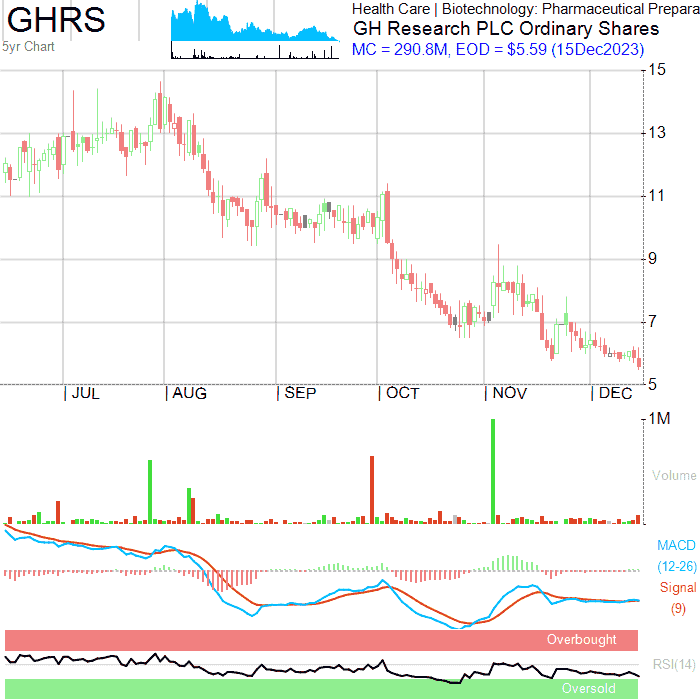 GHRS
5yr Chart
Health Care | Biotechnology: Pharmaceutical Prepara
GH Research PLC Ordinary Shares
MC = 290.8M, EOD = $5.59 (15Dec2023)
15
13
11
9
7
5
JUL AUG SEP OCT NOV DEC
1M
Volume
MACD
(12-26)
Signal
(9)
Overbought
RSI(14)
Oversold